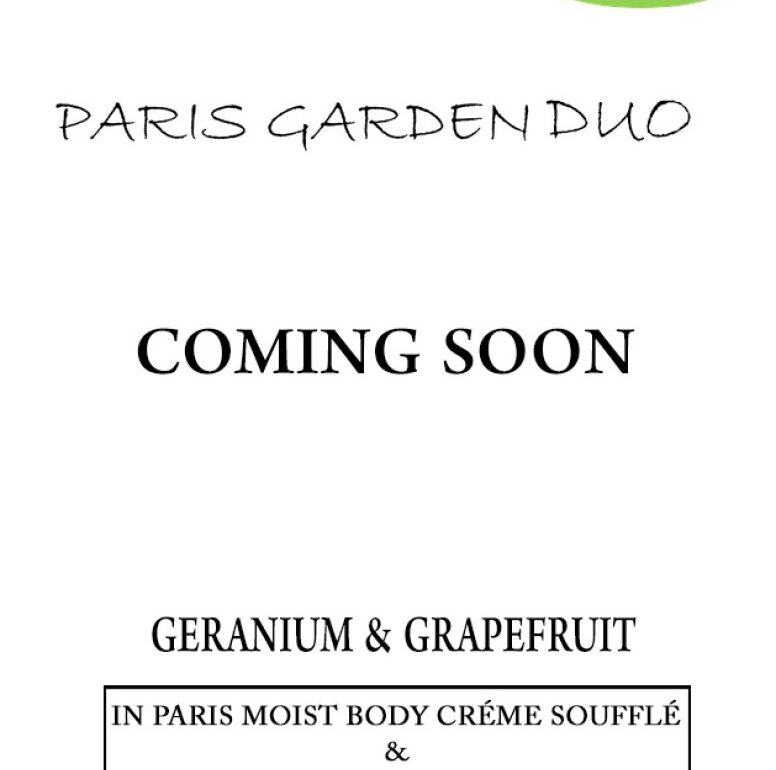 PARIS GARDEN DUO
COMING SOON
GERANIUM & GRAPEFRUIT
IN PARIS MOIST BODY CRÉME SOUFFLÉ
&